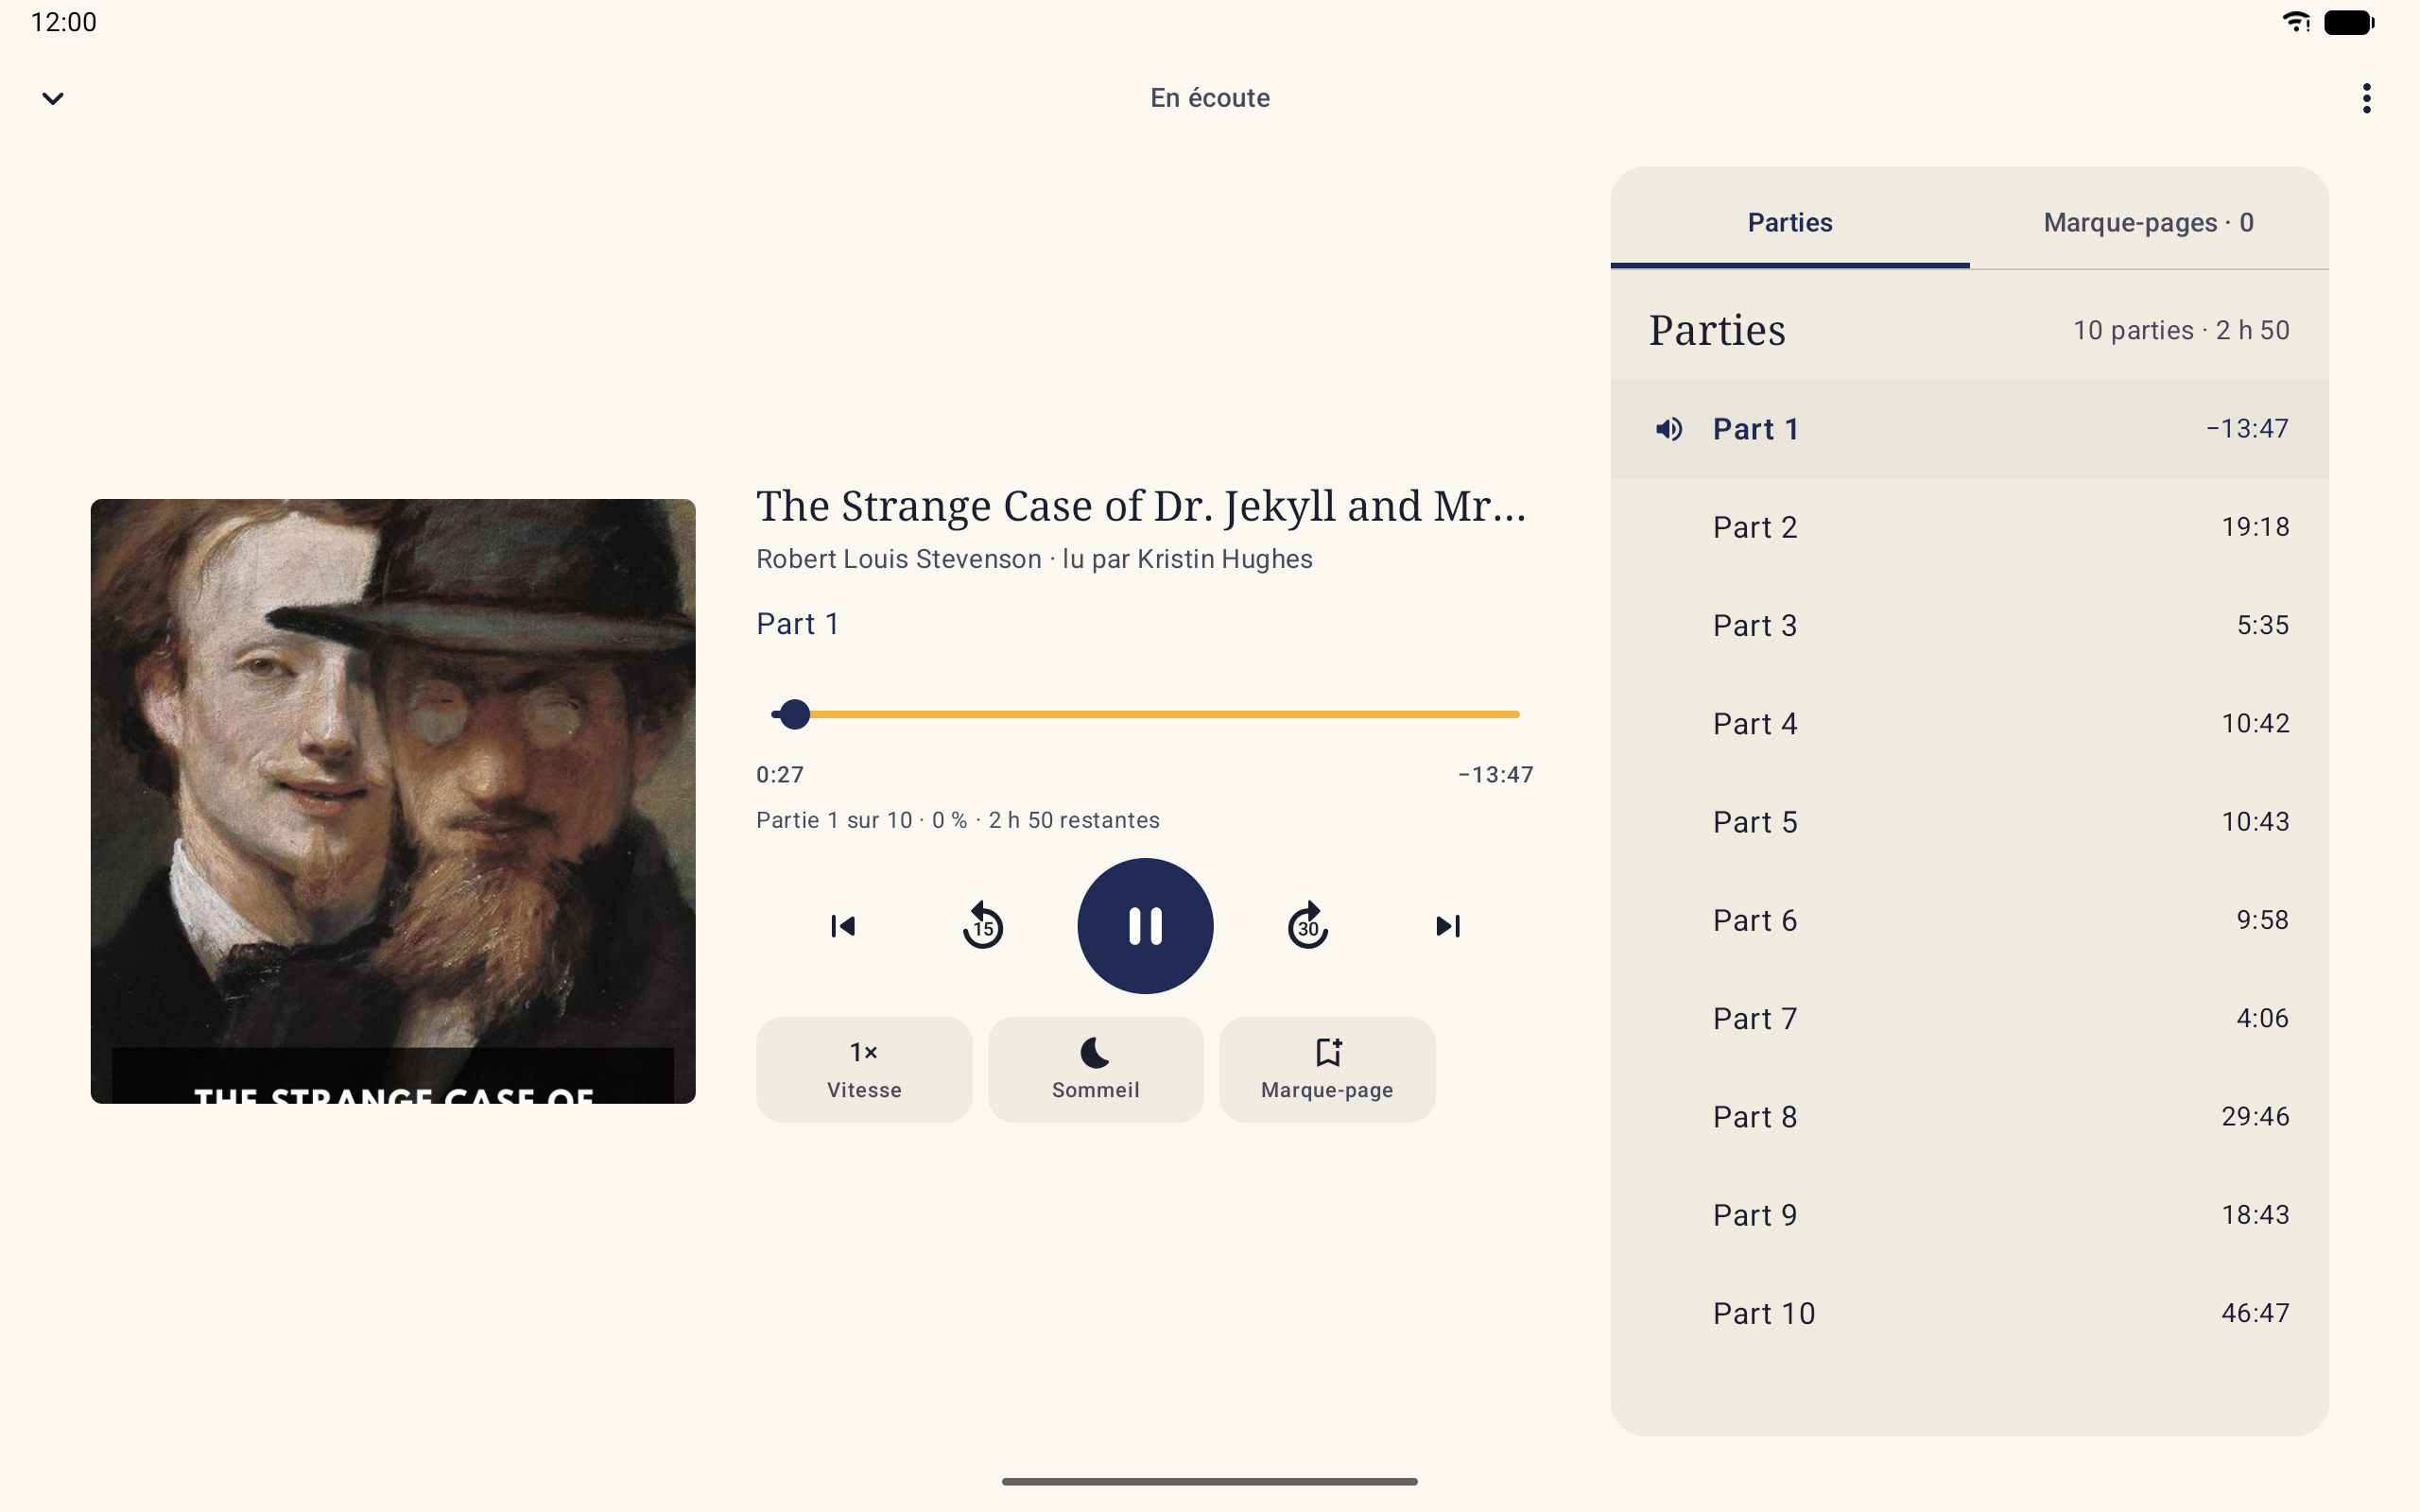 12:00
En écoute
The Strange Case of Dr. Jekyll and Mr...
Robert Louis Stevenson · lu par Kristin Hughes
Part 1
0:27
−13:47
Partie 1 sur 10 · 0 % · 2 h 50 restantes
15
30
1×
Vitesse
Sommeil
Marque-page
THE STRANGE CASE OF
Parties
Marque-pages · 0
Parties
10 parties · 2 h 50
Part 1 −13:47
Part 2 19:18
Part 3 5:35
Part 4 10:42
Part 5 10:43
Part 6 9:58
Part 7 4:06
Part 8 29:46
Part 9 18:43
Part 10 46:47